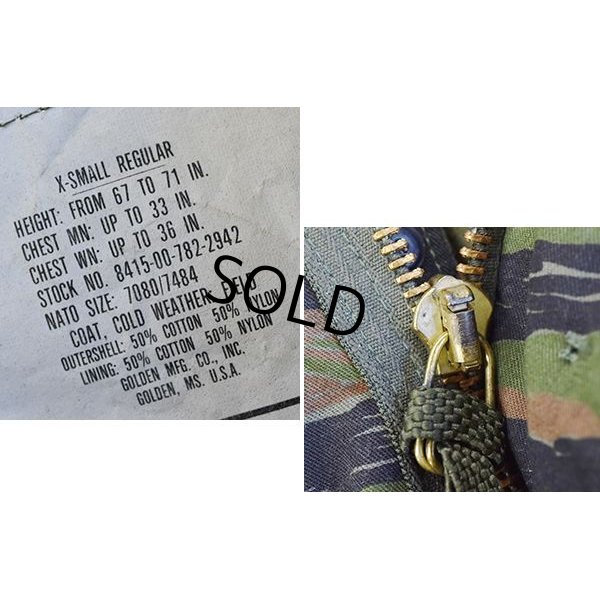 X-SMALL REGULAR
HEIGHT: FROM 67 TO 71 IN.
CHEST MN: UP TO 33 IN.
CHEST WN: UP TO 36 IN.
STOCK NO. 8415-00-782-2942
NATO SIZE: 7080/7484
COAT, COLD WEATHER, FIELD
OUTERSHELL: 50% COTTON 50% NYLON
LINING: 50% COTTON 50% NYLON
GOLDEN MFG. CO., INC.
GOLDEN, MS. U.S.A.
SOLD